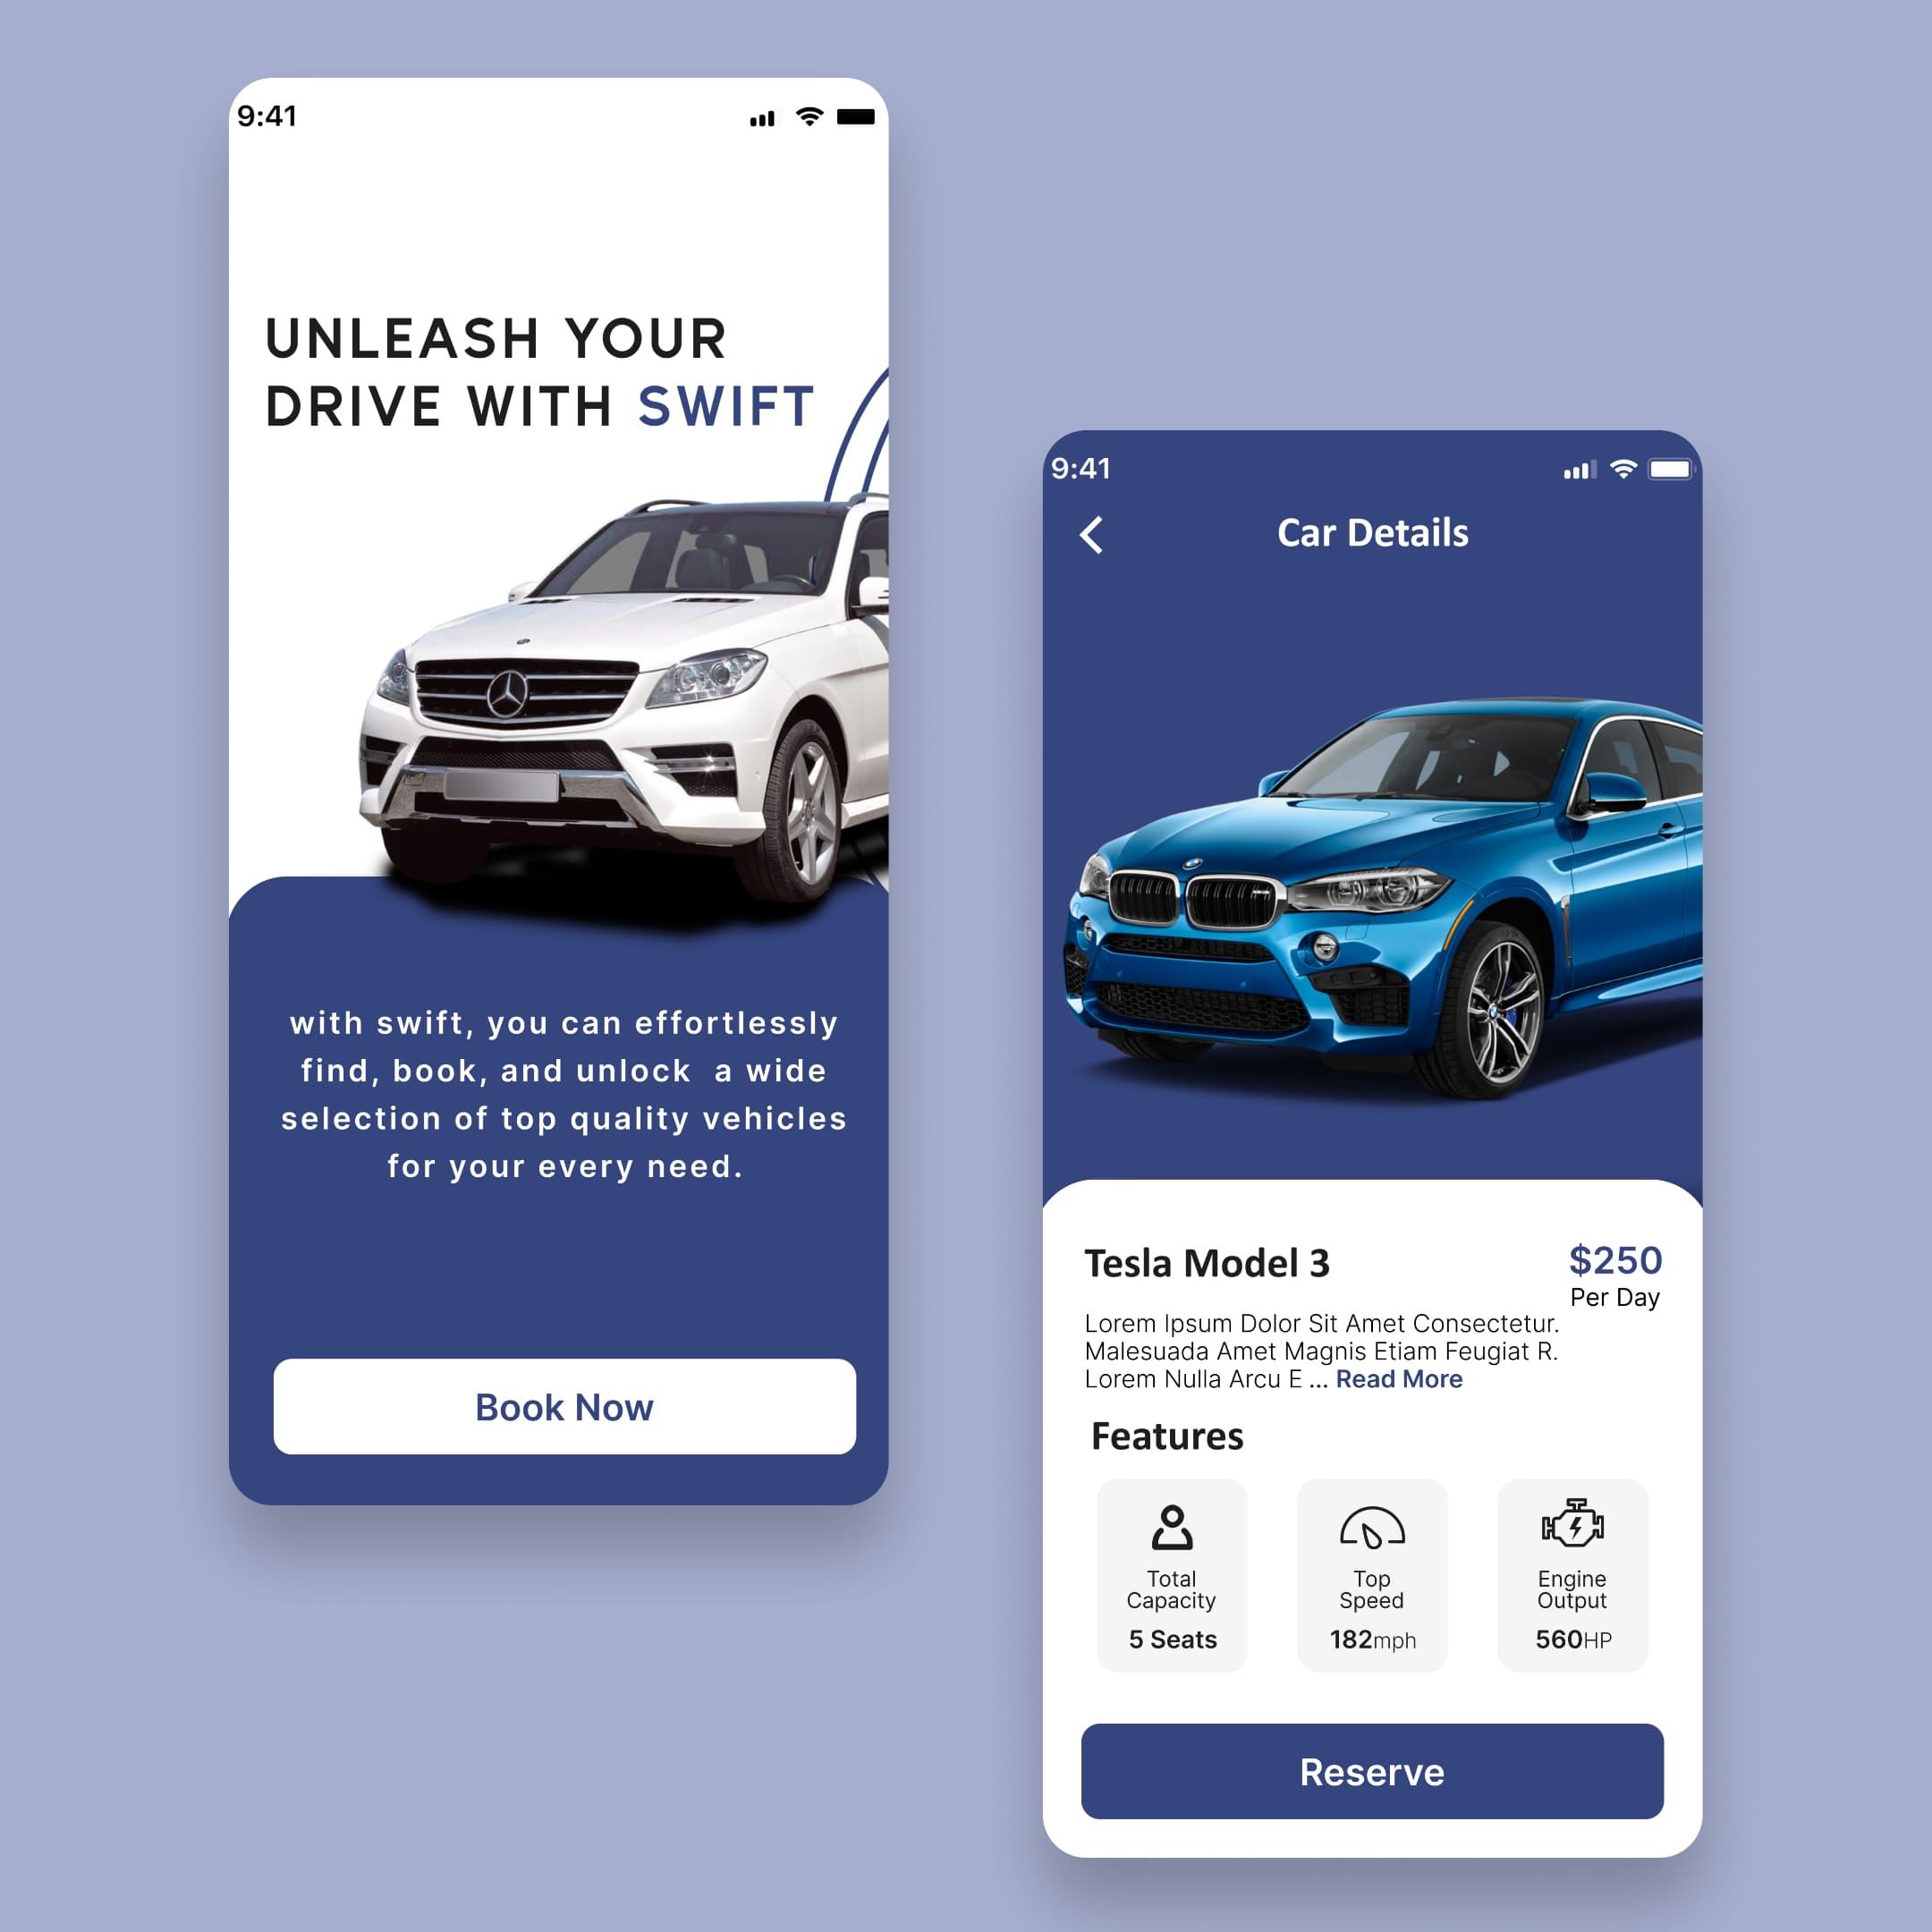 9:41
UNLEASH YOUR
DRIVE WITH SWIFT
with swift, you can effortlessly
find, book, and unlock  a wide
selection of top quality vehicles
for your every need.
Book Now
9:41
Car Details
Tesla Model 3
$250
Per Day
Lorem Ipsum Dolor Sit Amet Consectetur.
Malesuada Amet Magnis Etiam Feugiat R.
Lorem Nulla Arcu E ... Read More
Features
Total
Capacity
5 Seats
Top
Speed
182mph
Engine
Output
560HP
Reserve